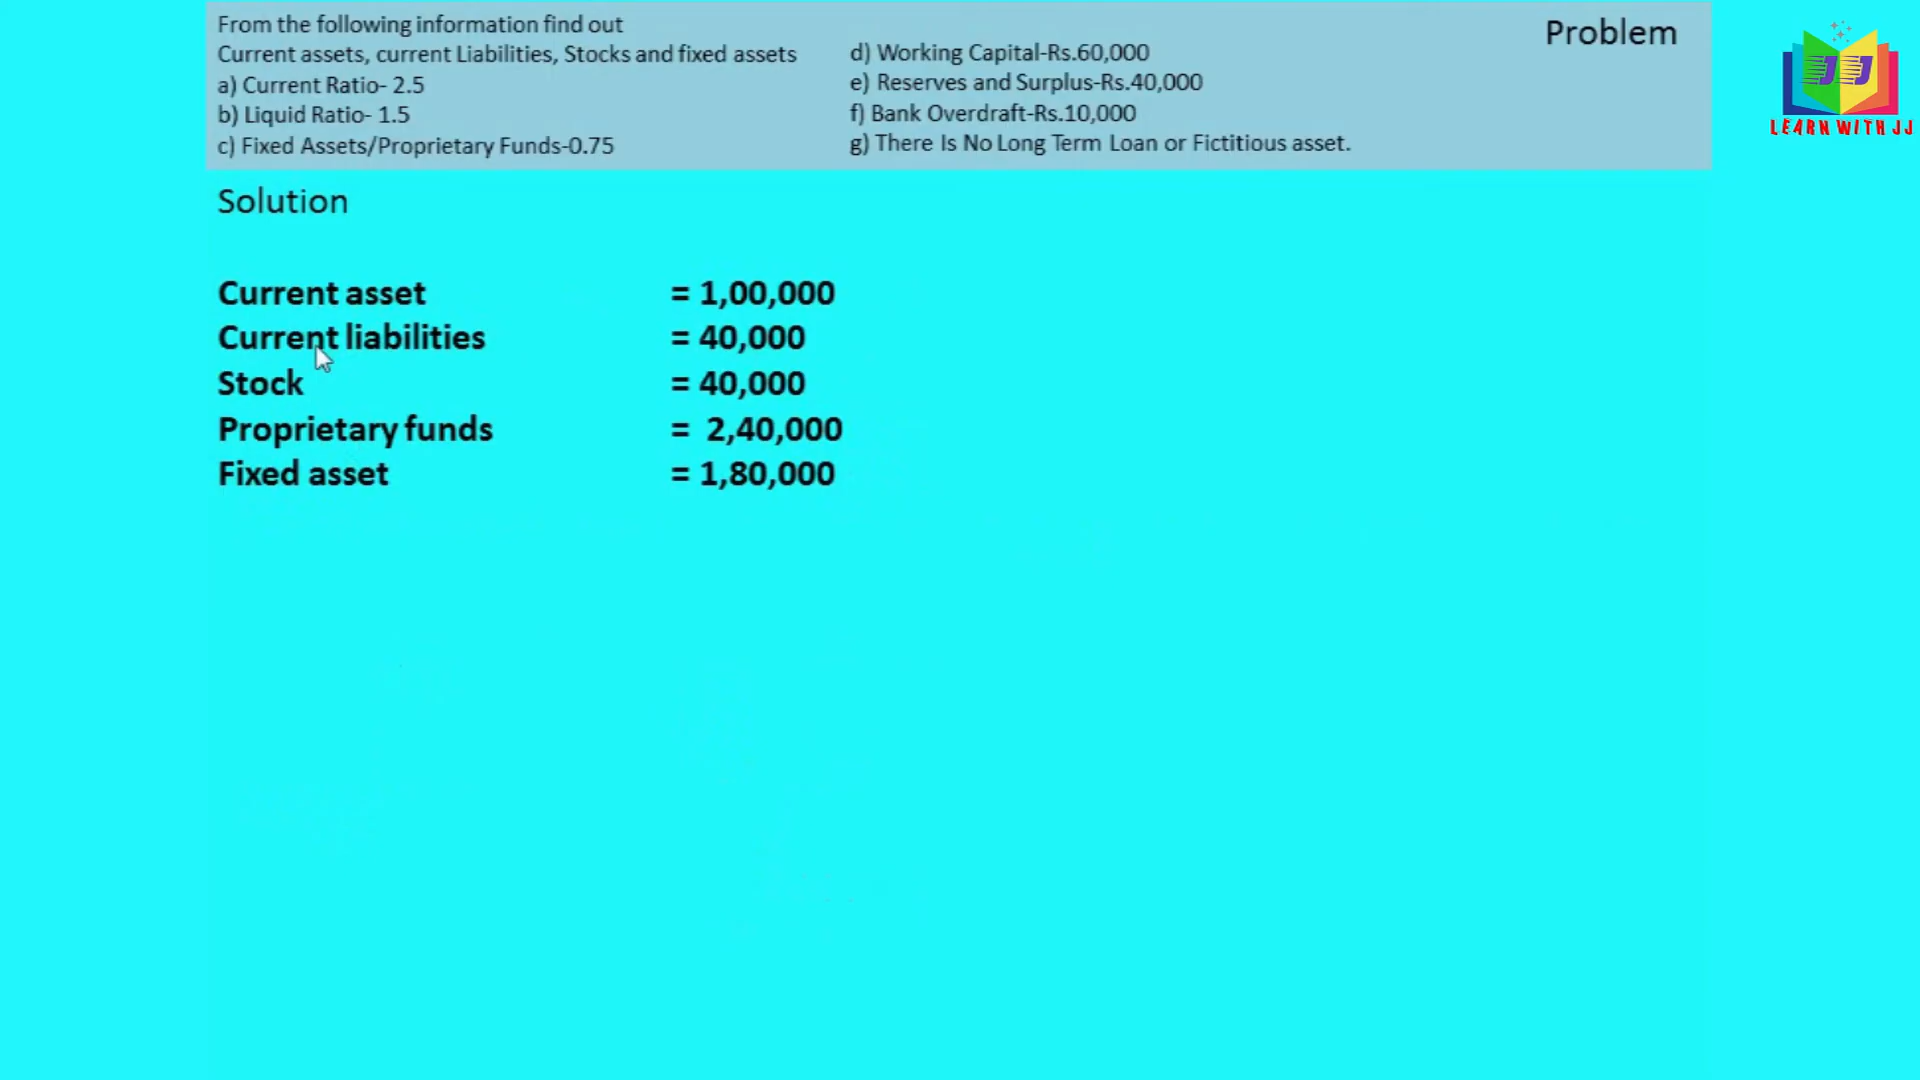 From the following information find out
Current assets, current Liabilities, Stocks and fixed assets
a) Current Ratio- 2.5
b) Liquid Ratio- 1.5
c) Fixed Assets/Proprietary Funds-0.75
d) Working Capital-Rs.60,000
e) Reserves and Surplus-Rs.40,000
f) Bank Overdraft-Rs.10,000
g) There Is No Long Term Loan or Fictitious asset.
Problem
JJ
LEARN WITH JJ
Solution
Current asset = 1,00,000
Current liabilities = 40,000
Stock = 40,000
Proprietary funds = 2,40,000
Fixed asset = 1,80,000